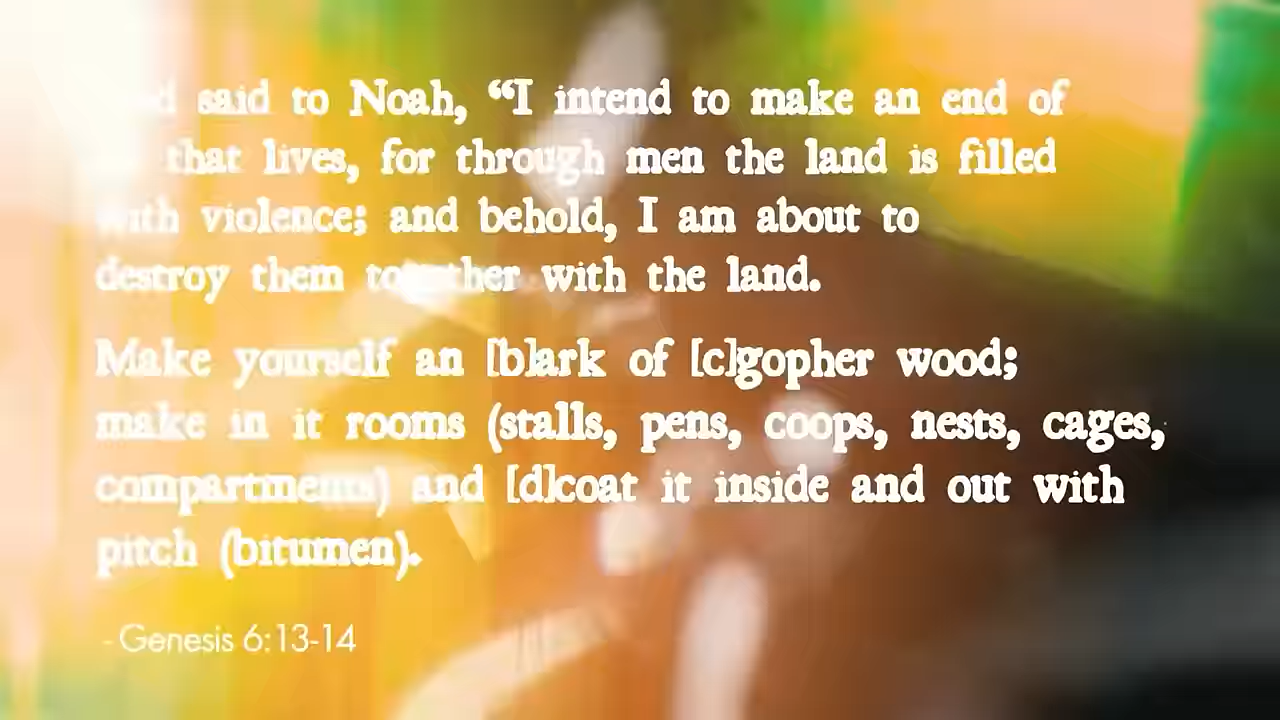 said to Noah, “I intend to make an end of
that lives, for through men the land is filled
with violence; and behold, I am about to
destroy them together with the land.
Make yourself an [b]ark of [c]gopher wood;
make in it rooms (stalls, pens, coops, nests, cages,
compartments) and [d]coat it inside and out with
pitch (bitumen).
- Genesis 6:13-14